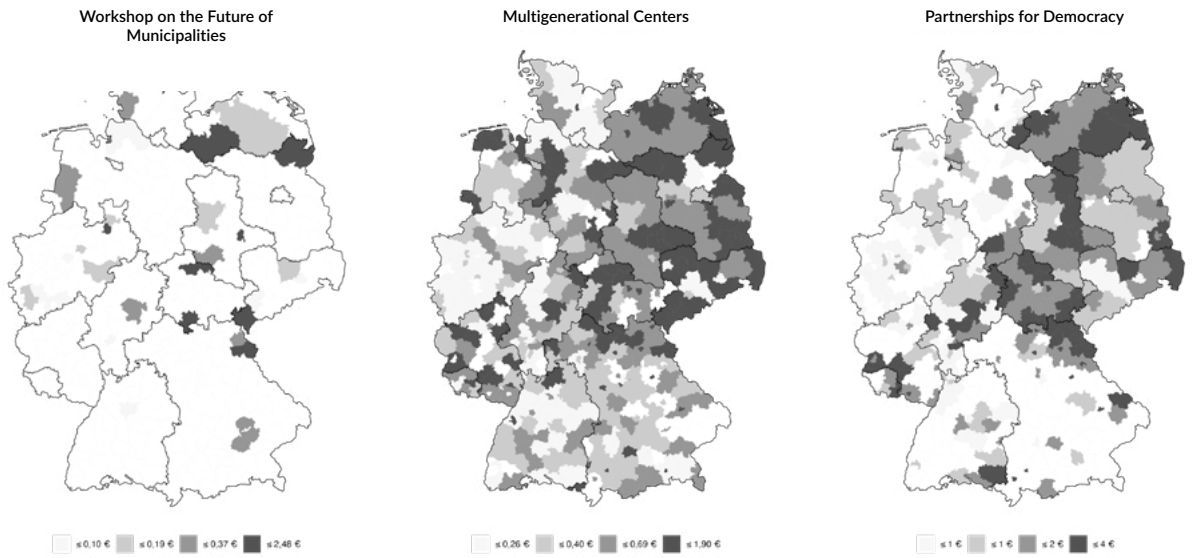 Workshop on the Future of
Municipalities
Multigenerational Centers
Partnerships for Democracy
≤ 0,10 € ≤ 0,19 € ≤ 0,37 € ≤ 2,48 €
≤ 0,26 € ≤ 0,40 € ≤ 0,69 € ≤ 1,90 €
≤ 1 € ≤ 1 € ≤ 2 € ≤ 4 €